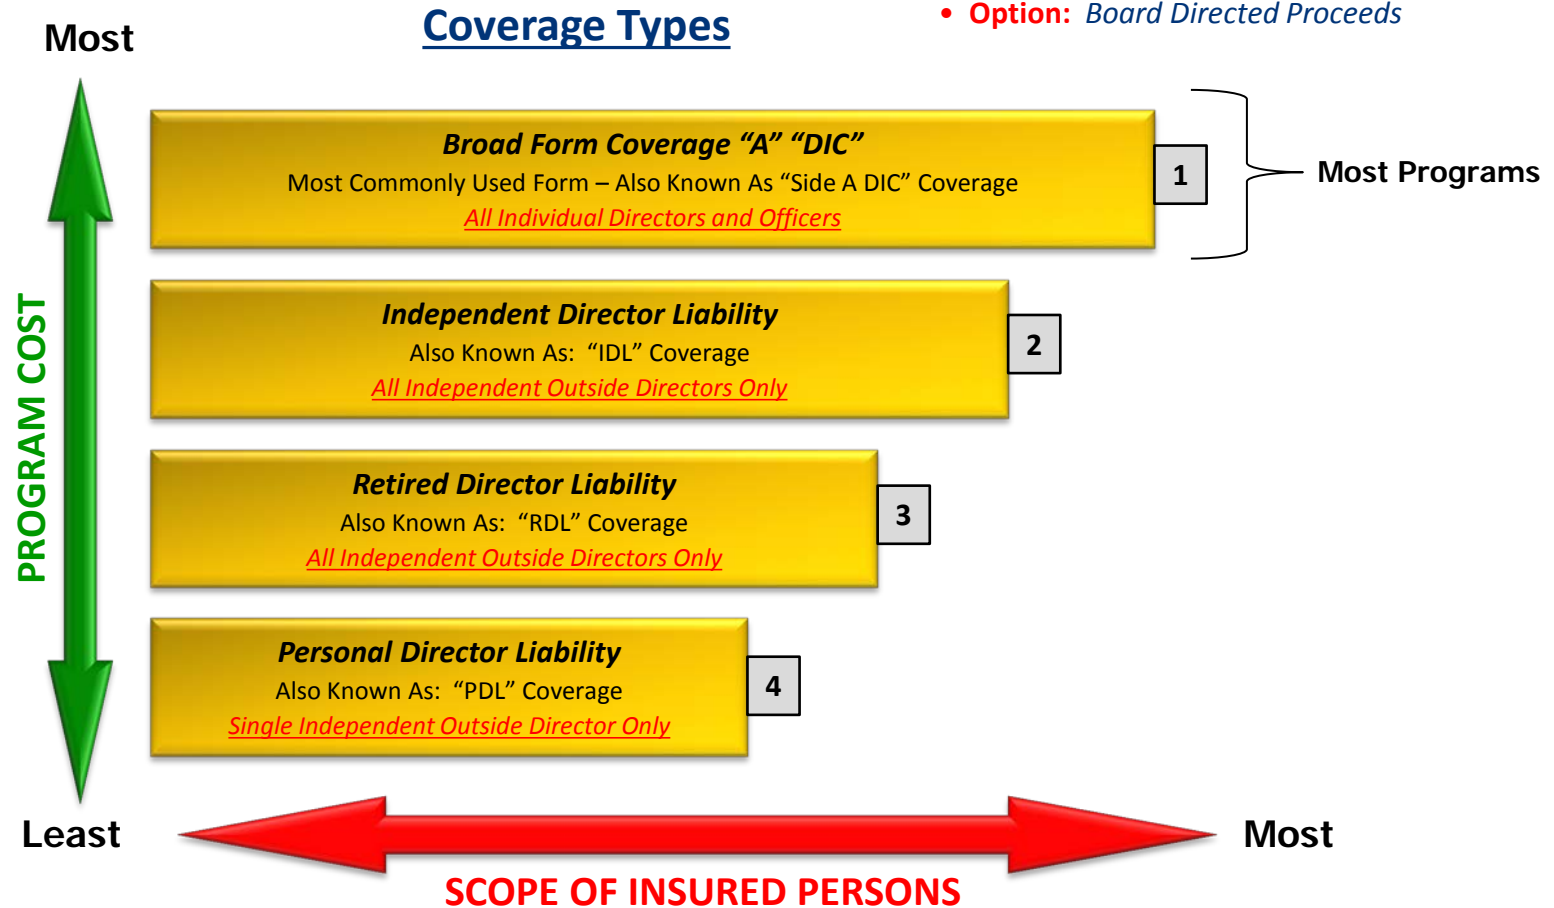 Coverage Types
• Option: Board Directed Proceeds
Most
Broad Form Coverage “A” “DIC”
Most Commonly Used Form – Also Known As “Side A DIC” Coverage
All Individual Directors and Officers
1
Most Programs
Independent Director Liability
Also Known As: “IDL” Coverage
All Independent Outside Directors Only
2
PROGRAM COST
Retired Director Liability
Also Known As: “RDL” Coverage
All Independent Outside Directors Only
3
Personal Director Liability
Also Known As: “PDL” Coverage
Single Independent Outside Director Only
4
Least
Most
SCOPE OF INSURED PERSONS